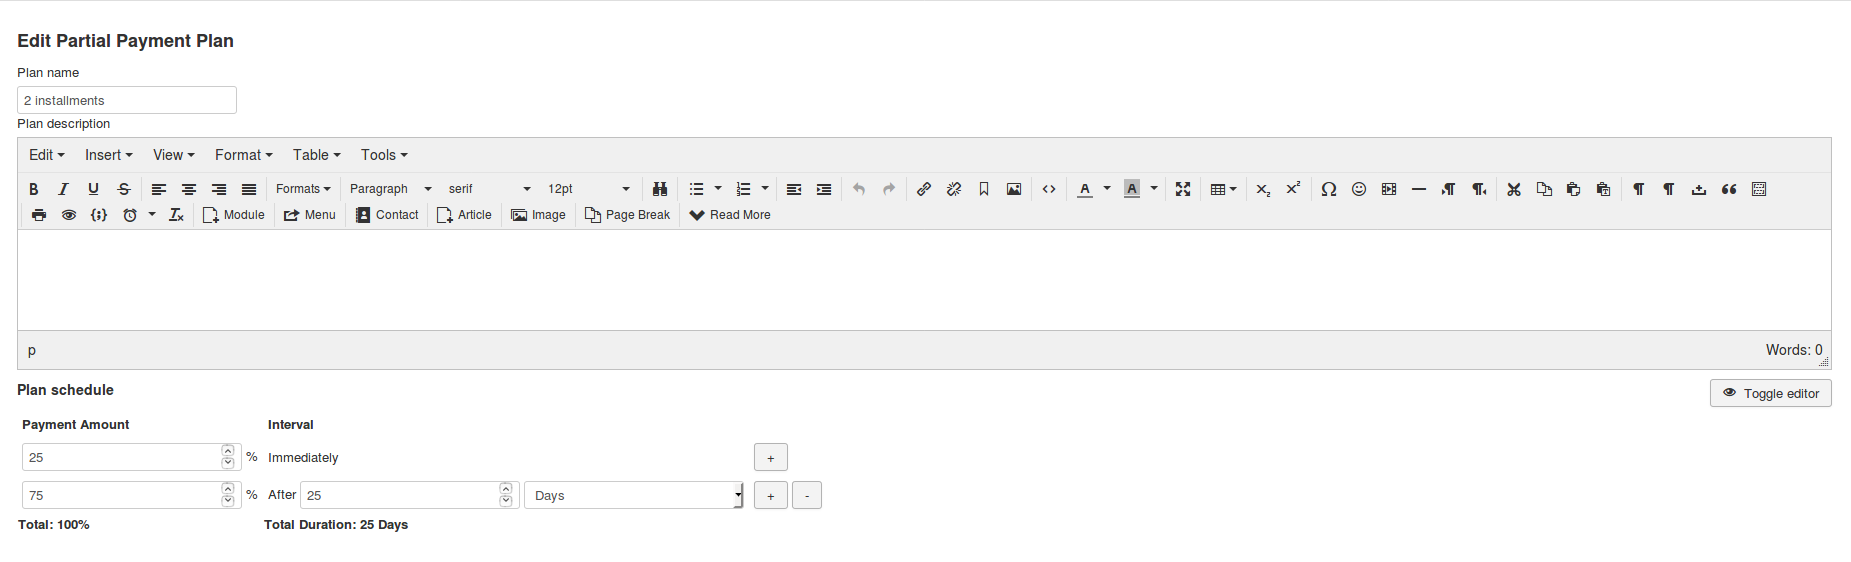 Edit Partial Payment Plan
Plan name
2 installments
Plan description
Edit Insert View Format Table Tools
B I U S Formats Paragraph serif 12pt A A X₂ X²
Module Menu Contact Article Image Page Break Read More
p Words: 0
Plan schedule Toggle editor
Payment Amount Interval
25 % Immediately +
75 % After 25 Days + -
Total: 100% Total Duration: 25 Days